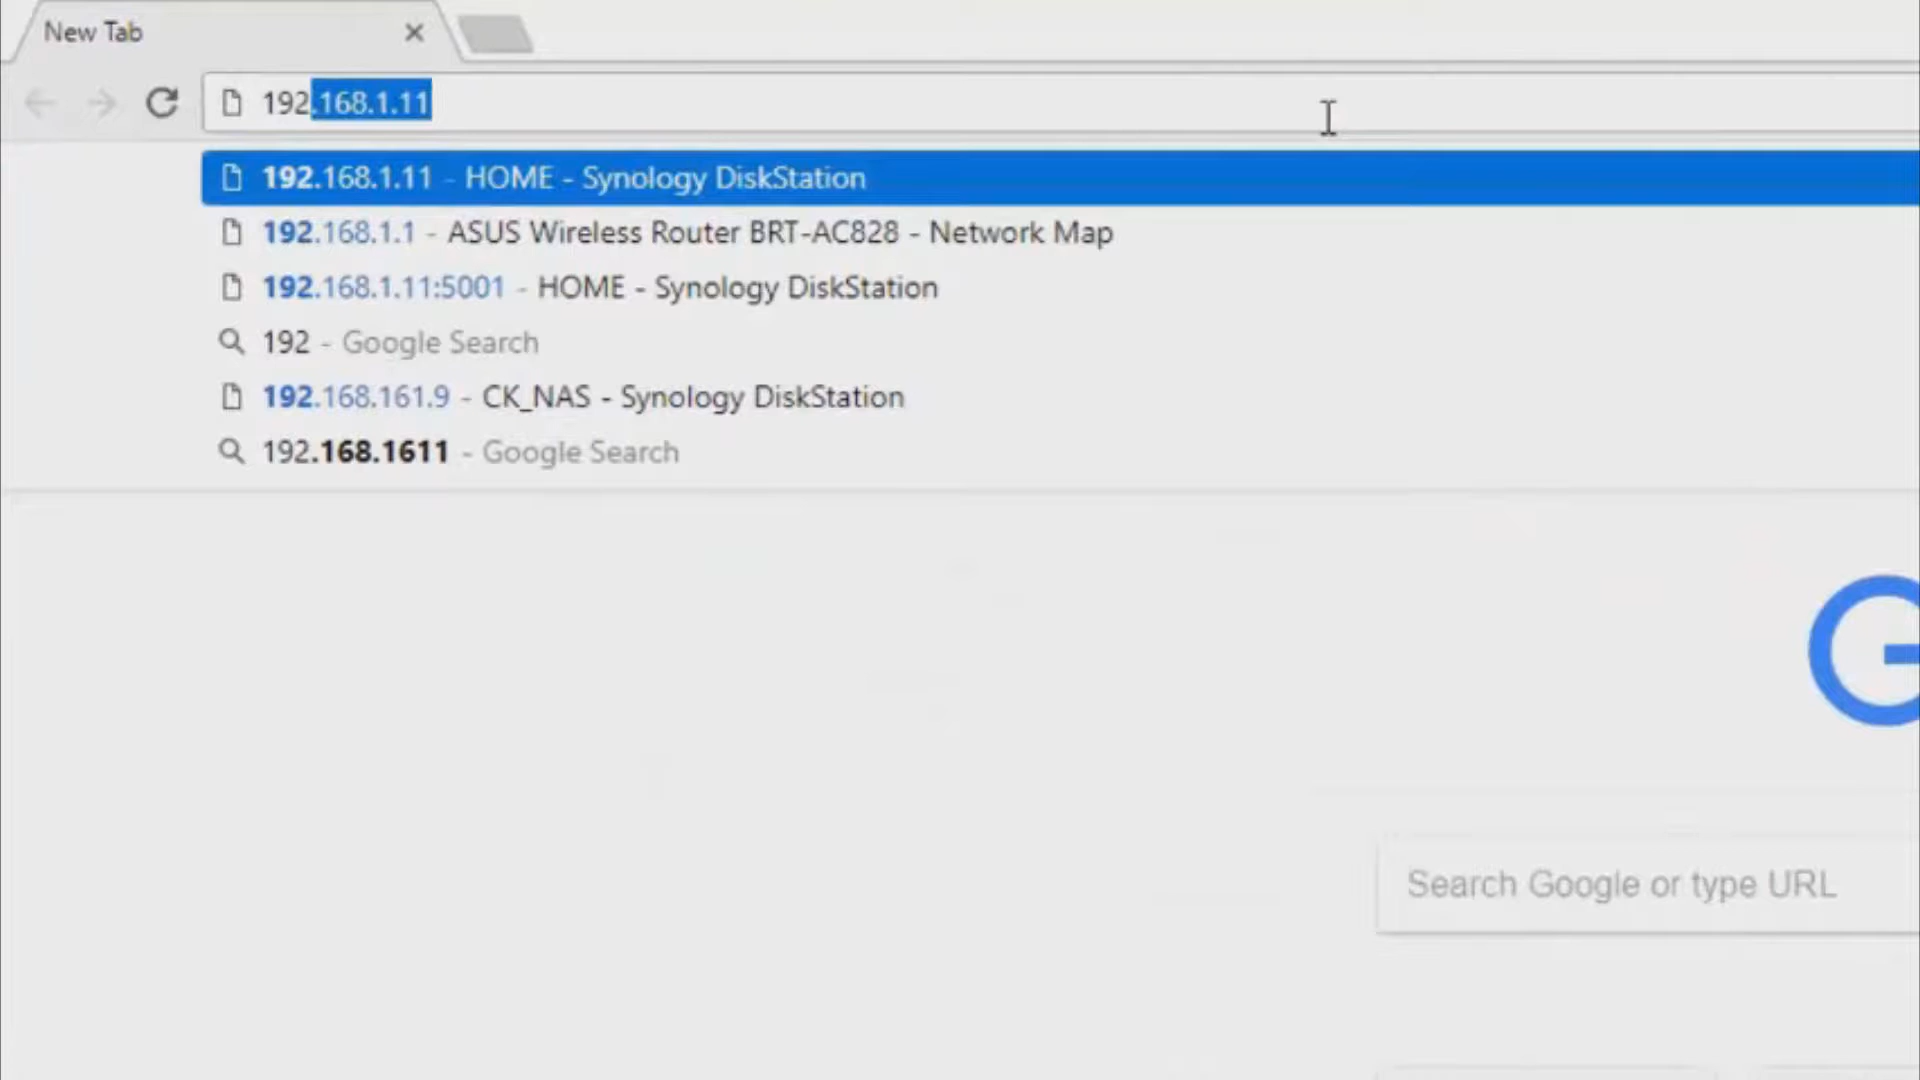 New Tab
192.168.1.11
192.168.1.11 - HOME - Synology DiskStation
192.168.1.1 - ASUS Wireless Router BRT-AC828 - Network Map
192.168.1.11:5001 - HOME - Synology DiskStation
192 - Google Search
192.168.161.9 - CK_NAS - Synology DiskStation
192.168.1611 - Google Search
G
Search Google or type URL